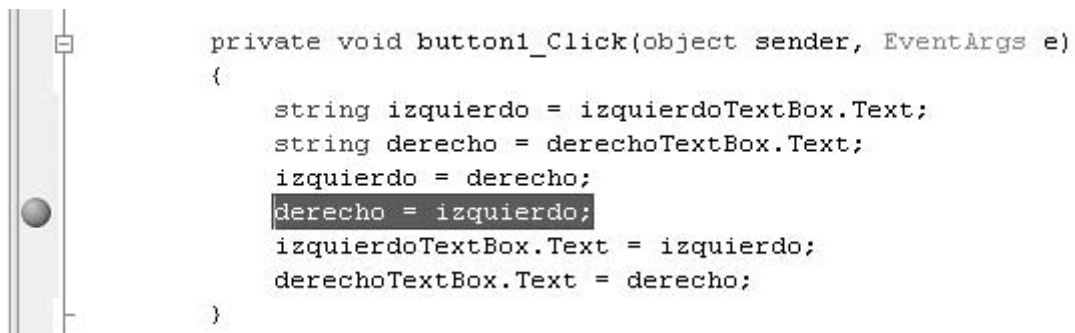 private void button1_Click(object sender, EventArgs e)
{
string izquierdo = izquierdoTextBox.Text;
string derecho = derechoTextBox.Text;
izquierdo = derecho;
derecho = izquierdo;
izquierdoTextBox.Text = izquierdo;
derechoTextBox.Text = derecho;
}